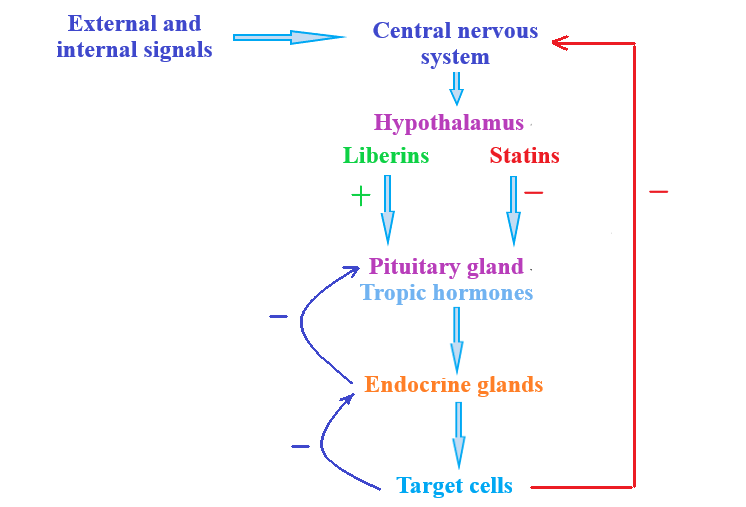 External and
internal signals
Central nervous
system
Hypothalamus
Liberins
Statins
+
−
−
Pituitary gland
Tropic hormones
−
Endocrine glands
−
Target cells